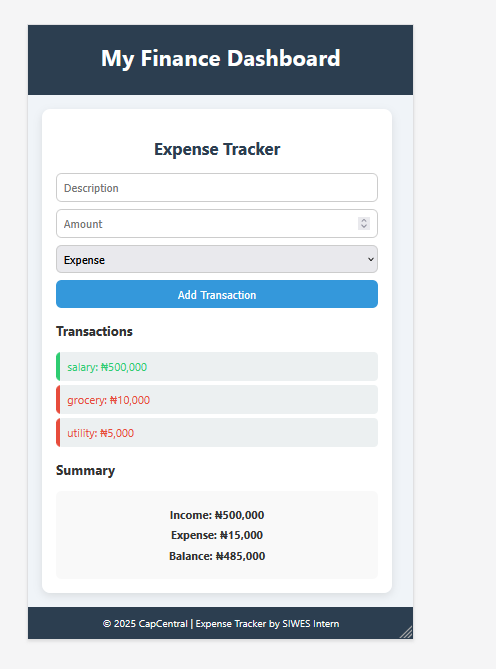 My Finance Dashboard
Expense Tracker
Description
Amount
Expense
Add Transaction
Transactions
salary: ₦500,000
grocery: ₦10,000
utility: ₦5,000
Summary
Income: ₦500,000
Expense: ₦15,000
Balance: ₦485,000
© 2025 CapCentral | Expense Tracker by SIWES Intern